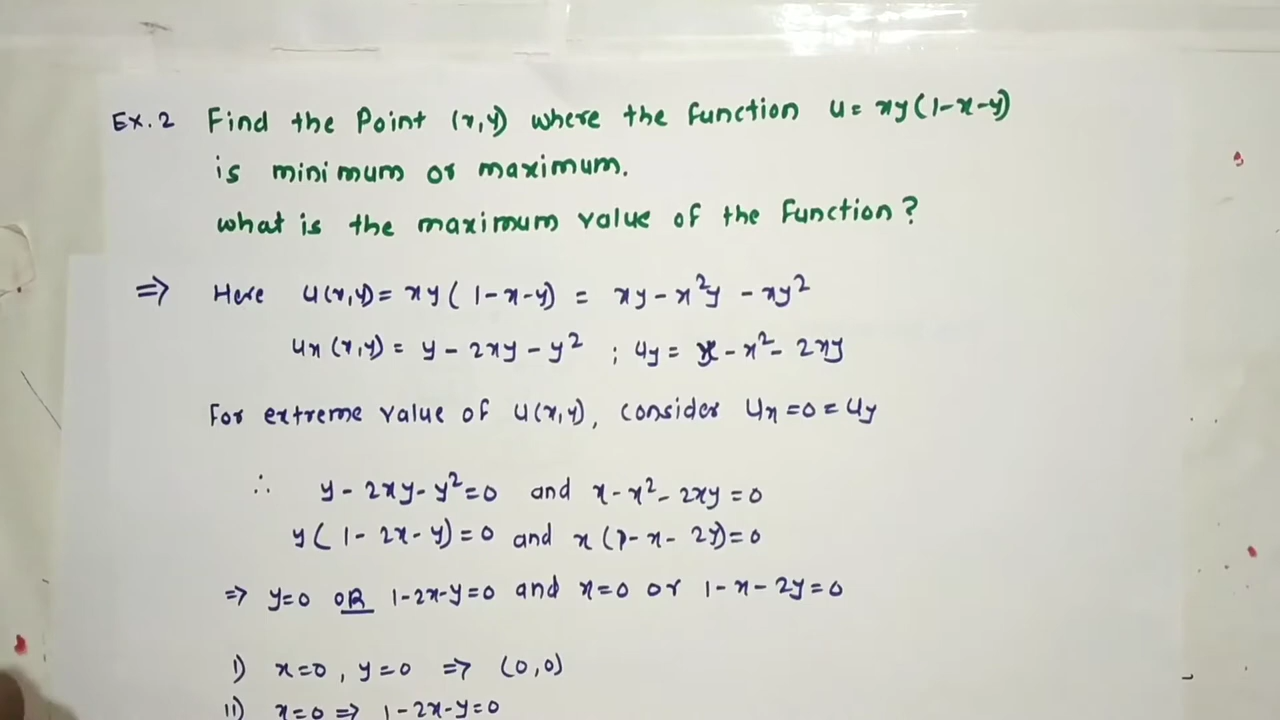 Ex.2 Find the Point (x,y) where the function u = xy(1-x-y)
is minimum or maximum.
what is the maximum value of the function?
⇒ Here u(x,y) = xy(1-x-y) = xy - x²y - xy²
ux(x,y) = y - 2xy - y² ; uy = x - x² - 2xy
For extreme value of u(x,y), consider ux = 0 = uy
∴ y - 2xy - y² = 0 and x - x² - 2xy = 0
y(1 - 2x - y) = 0 and x(1 - x - 2y) = 0
⇒ y=0 OR 1-2x-y=0 and x=0 or 1-x-2y=0
i) x=0, y=0 ⇒ (0,0)
ii) x=0 ⇒ 1-2x-y=0